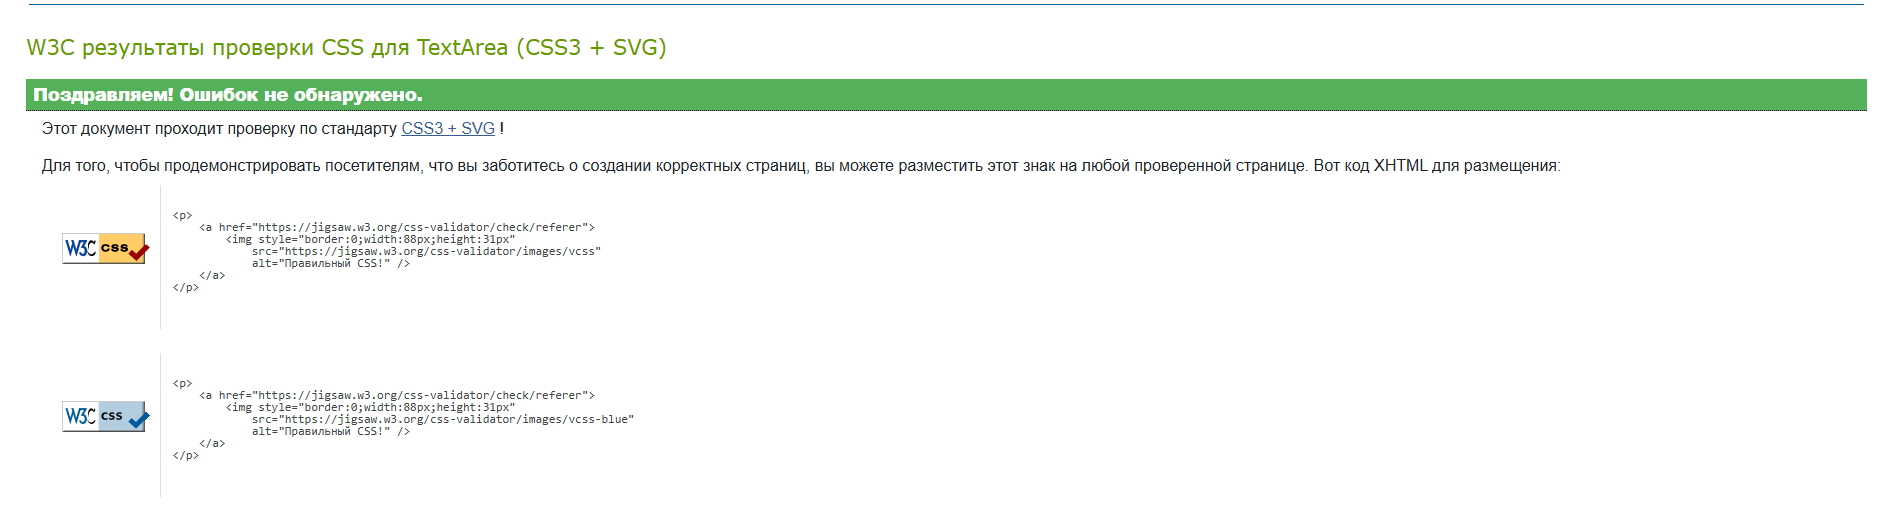 W3C результаты проверки CSS для TextArea (CSS3 + SVG)
Поздравляем! Ошибок не обнаружено.
Этот документ проходит проверку по стандарту CSS3 + SVG !
Для того, чтобы продемонстрировать посетителям, что вы заботитесь о создании корректных страниц, вы можете разместить этот знак на любой проверенной странице. Вот код XHTML для размещения:
W3C css
<p>
    <a href="https://jigsaw.w3.org/css-validator/check/referer">
        <img style="border:0;width:88px;height:31px"
            src="https://jigsaw.w3.org/css-validator/images/vcss"
            alt="Правильный CSS!" />
    </a>
</p>
W3C css
<p>
    <a href="https://jigsaw.w3.org/css-validator/check/referer">
        <img style="border:0;width:88px;height:31px"
            src="https://jigsaw.w3.org/css-validator/images/vcss-blue"
            alt="Правильный CSS!" />
    </a>
</p>